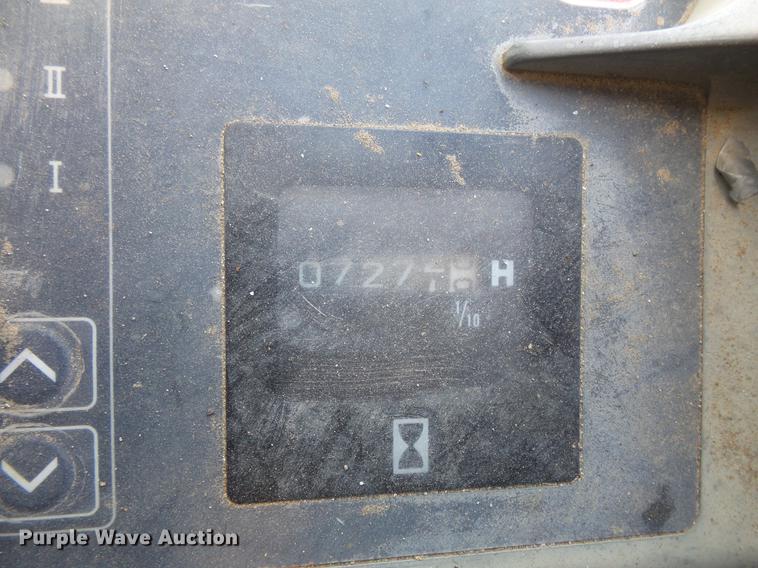 II
I
0727
H
1/10
Purple Wave Auction